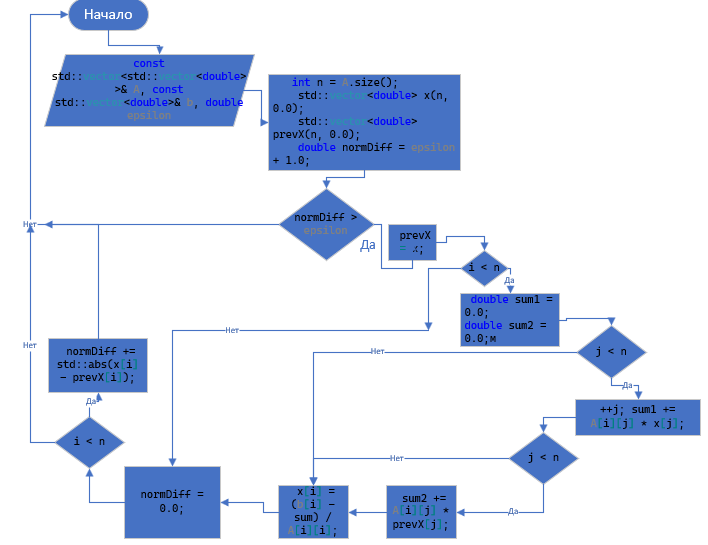 Начало
const
std::vector<std::vector<double>
>& A, const
std::vector<double>& b, double
epsilon
int n = A.size();
std::vector<double> x(n,
0.0);
std::vector<double>
prevX(n, 0.0);
double normDiff = epsilon
+ 1.0;
Нет
normDiff >
epsilon
Да
prevX
= x;
i < n
Да
double sum1 =
0.0;
double sum2 =
0.0;м
Нет
Нет
normDiff +=
std::abs(x[i]
- prevX[i]);
Нет
j < n
Да
Да
++j; sum1 +=
A[i][j] * x[j];
i < n
Нет
j < n
normDiff =
0.0;
x[i] =
(b[i] -
sum) /
A[i][i];
sum2 +=
A[i][j] *
prevX[j];
Да